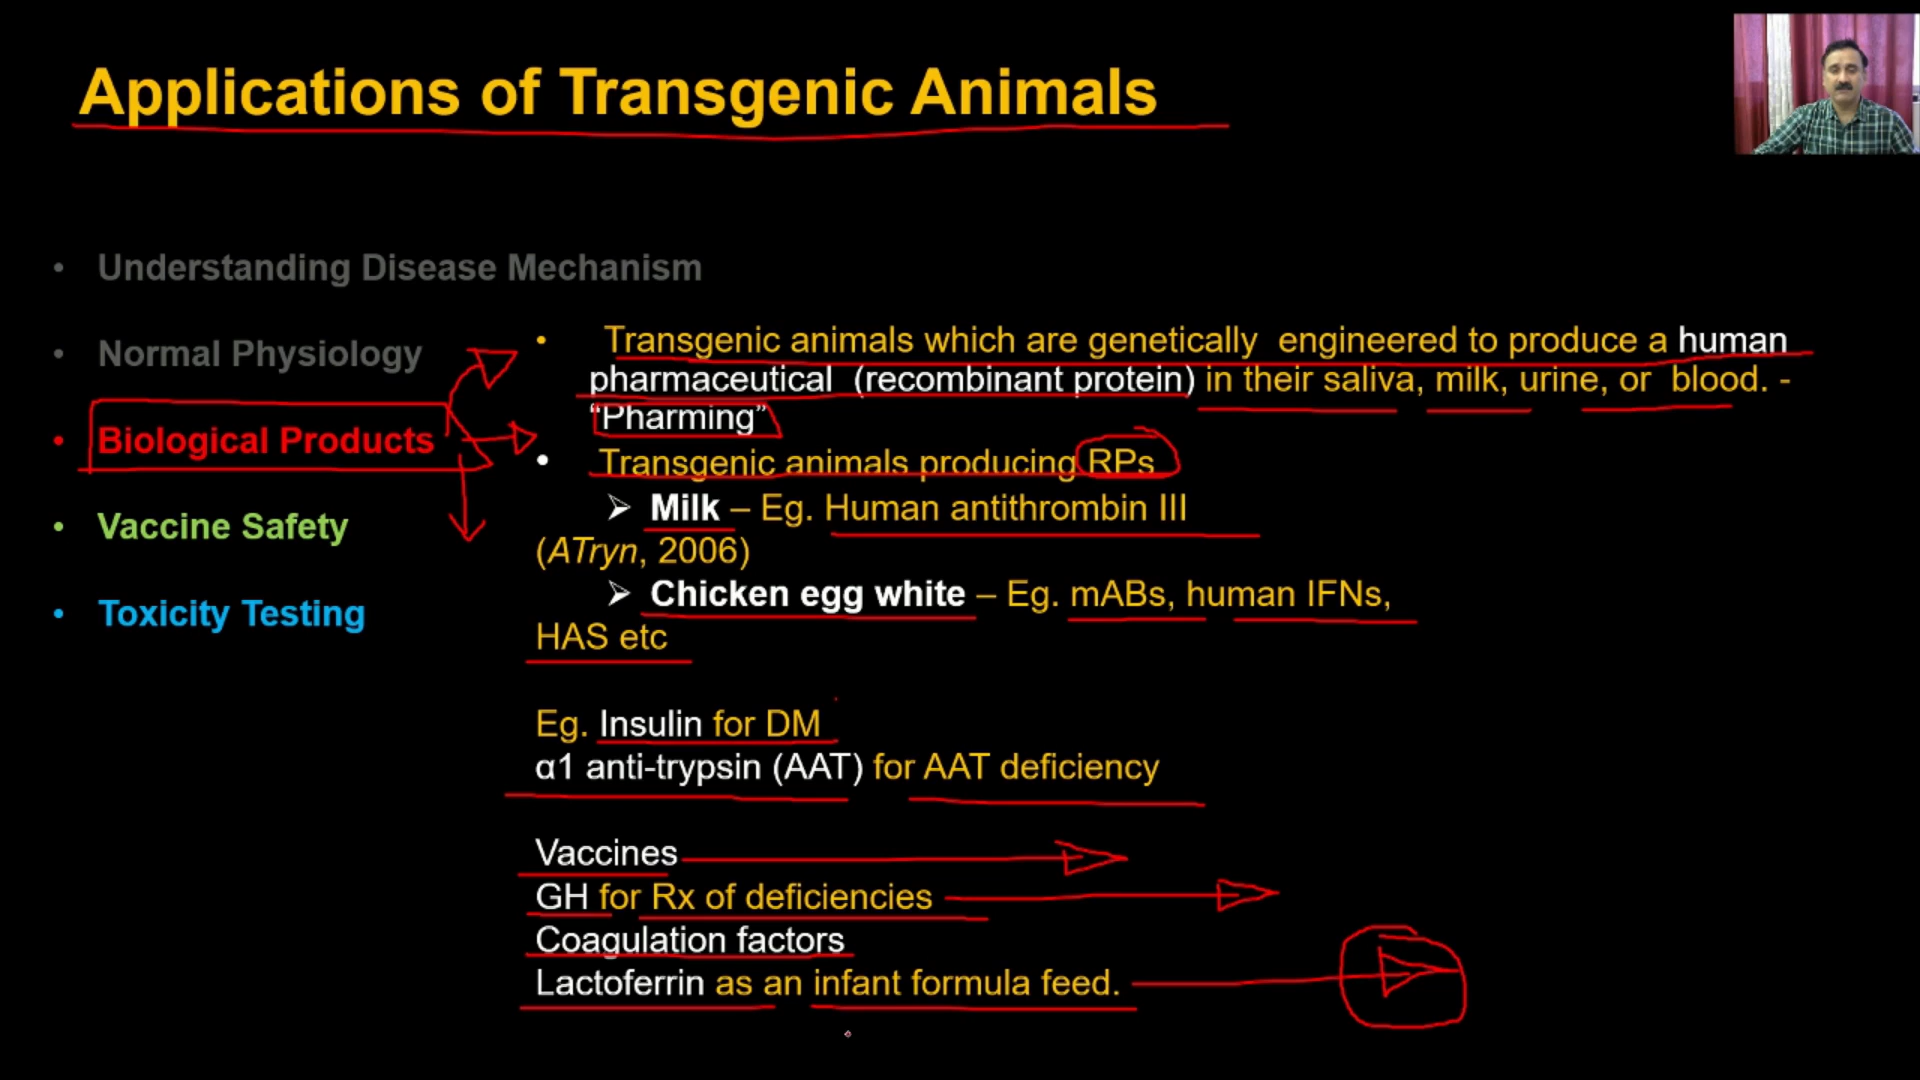 Applications of Transgenic Animals
• Understanding Disease Mechanism
• Normal Physiology
• Biological Products
• Vaccine Safety
• Toxicity Testing
• Transgenic animals which are genetically engineered to produce a human
pharmaceutical (recombinant protein) in their saliva, milk, urine, or blood. -
“Pharming”
• Transgenic animals producing RPs
➢ Milk – Eg. Human antithrombin III
(ATryn, 2006)
➢ Chicken egg white – Eg. mABs, human IFNs,
HAS etc
Eg. Insulin for DM
α1 anti-trypsin (AAT) for AAT deficiency
Vaccines
GH for Rx of deficiencies
Coagulation factors
Lactoferrin as an infant formula feed.